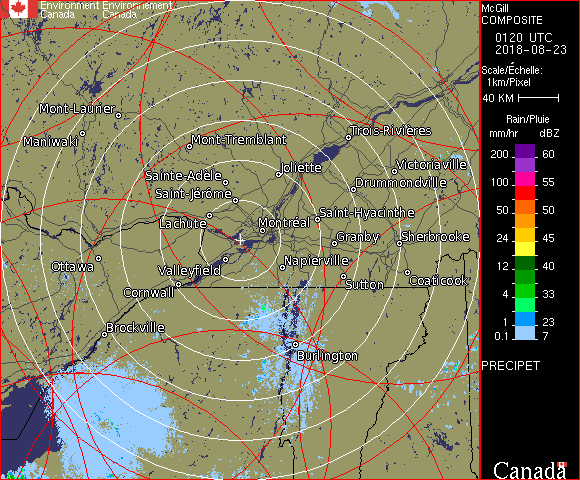 Environment Environnement
Canada Canada
McGill
COMPOSITE
0120 UTC
2018-08-23
Scale/Échelle:
1km/Pixel
40 KM
Rain/Pluie
mm/hr dBZ
200 60
155 57
100 55
50 50
24 45
12 40
4 33
1 23
0.1 7
PRECIPET
Canada
Mont-Laurier
Maniwaki
Mont-Tremblant
Trois-Rivières
Sainte-Adèle
Joliette
Victoriaville
Saint-Jérôme
Drummondville
Lachute
Montréal
Saint-Hyacinthe
Granby
Sherbrooke
Ottawa
Valleyfield
Napierville
Cornwall
Sutton
Coaticook
Brockville
Burlington